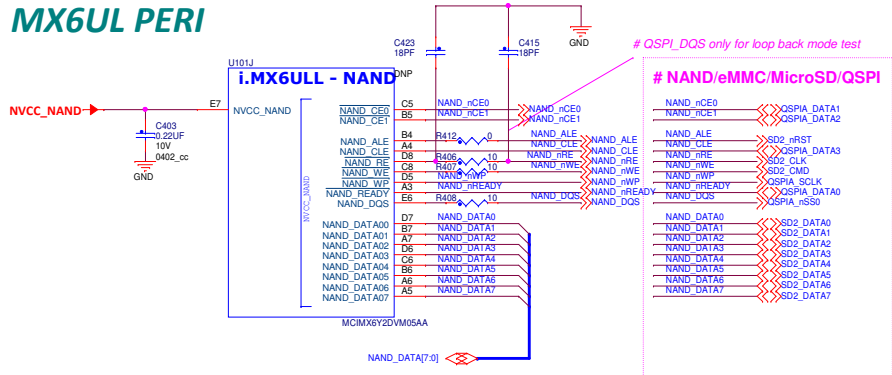 MX6UL PERI
C423
18PF
C415
18PF
GND
# QSPI_DQS only for loop back mode test
U101J
DNP
i.MX6ULL - NAND
# NAND/eMMC/MicroSD/QSPI
NVCC_NAND
E7
NVCC_NAND
NAND_CE0
C5
NAND_nCE0
NAND_nCE0
NAND_nCE0
QSPIA_DATA1
NAND_CE1
B5
NAND_nCE1
NAND_nCE1
NAND_nCE1
QSPIA_DATA2
C403
0.22UF
10V
0402_cc
GND
NVCC_NAND
NAND_ALE
B4
R412
0
NAND_ALE
NAND_ALE
NAND_ALE
SD2_nRST
NAND_CLE
A4
NAND_CLE
NAND_CLE
NAND_CLE
QSPIA_DATA3
NAND_RE
D8
R406
10
NAND_nRE
NAND_nRE
NAND_nRE
SD2_CLK
NAND_WE
C8
R407
10
NAND_nWE
NAND_nWE
NAND_nWE
SD2_CMD
NAND_WP
D5
NAND_nWP
NAND_nWP
NAND_nWP
QSPIA_SCLK
NAND_READY
A3
NAND_nREADY
NAND_nREADY
NAND_nREADY
QSPIA_DATA0
NAND_DQS
E6
R408
10
NAND_DQS
NAND_DQS
NAND_DQS
QSPIA_nSS0
NAND_DATA00
D7
NAND_DATA0
NAND_DATA0
SD2_DATA0
NAND_DATA01
B7
NAND_DATA1
NAND_DATA1
SD2_DATA1
NAND_DATA02
A7
NAND_DATA2
NAND_DATA2
SD2_DATA2
NAND_DATA03
D6
NAND_DATA3
NAND_DATA3
SD2_DATA3
NAND_DATA04
C6
NAND_DATA4
NAND_DATA4
SD2_DATA4
NAND_DATA05
B6
NAND_DATA5
NAND_DATA5
SD2_DATA5
NAND_DATA06
A6
NAND_DATA6
NAND_DATA6
SD2_DATA6
NAND_DATA07
A5
NAND_DATA7
NAND_DATA7
SD2_DATA7
MCIMX6Y2DVM05AA
NAND_DATA[7:0]